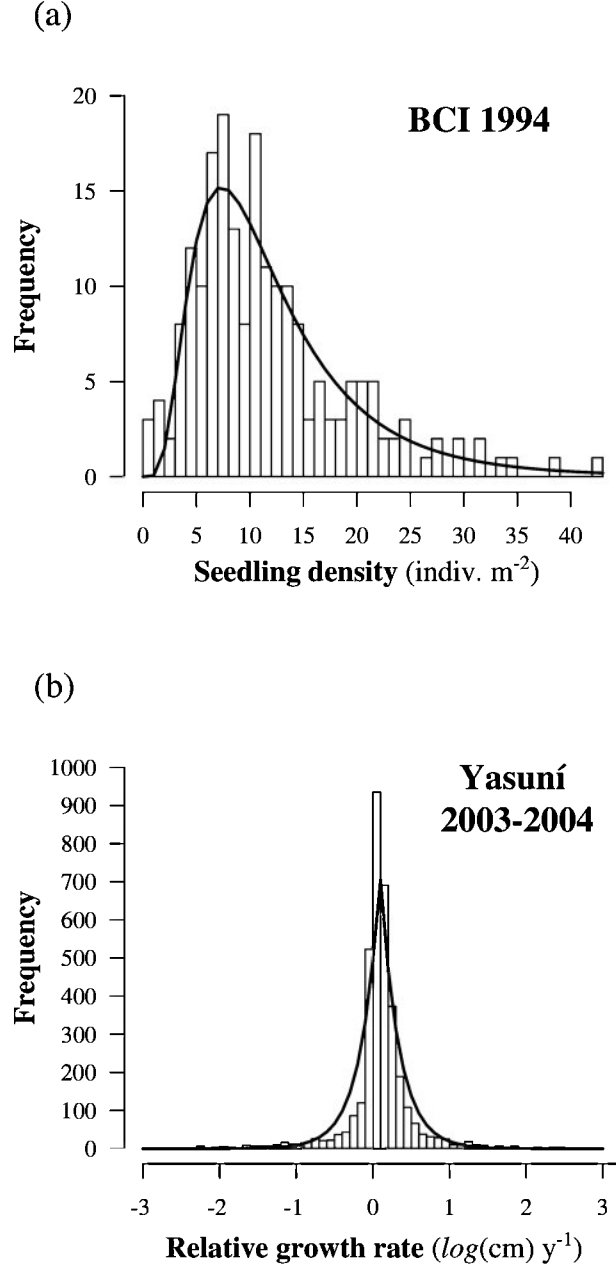 (a)
BCI 1994
Frequency
20
15
10
5
0
0 5 10 15 20 25 30 35 40
Seedling density (indiv. m⁻²)
(b)
Yasuní
2003-2004
Frequency
1000
900
800
700
600
500
400
300
200
100
0
-3 -2 -1 0 1 2 3
Relative growth rate (log(cm) y⁻¹)